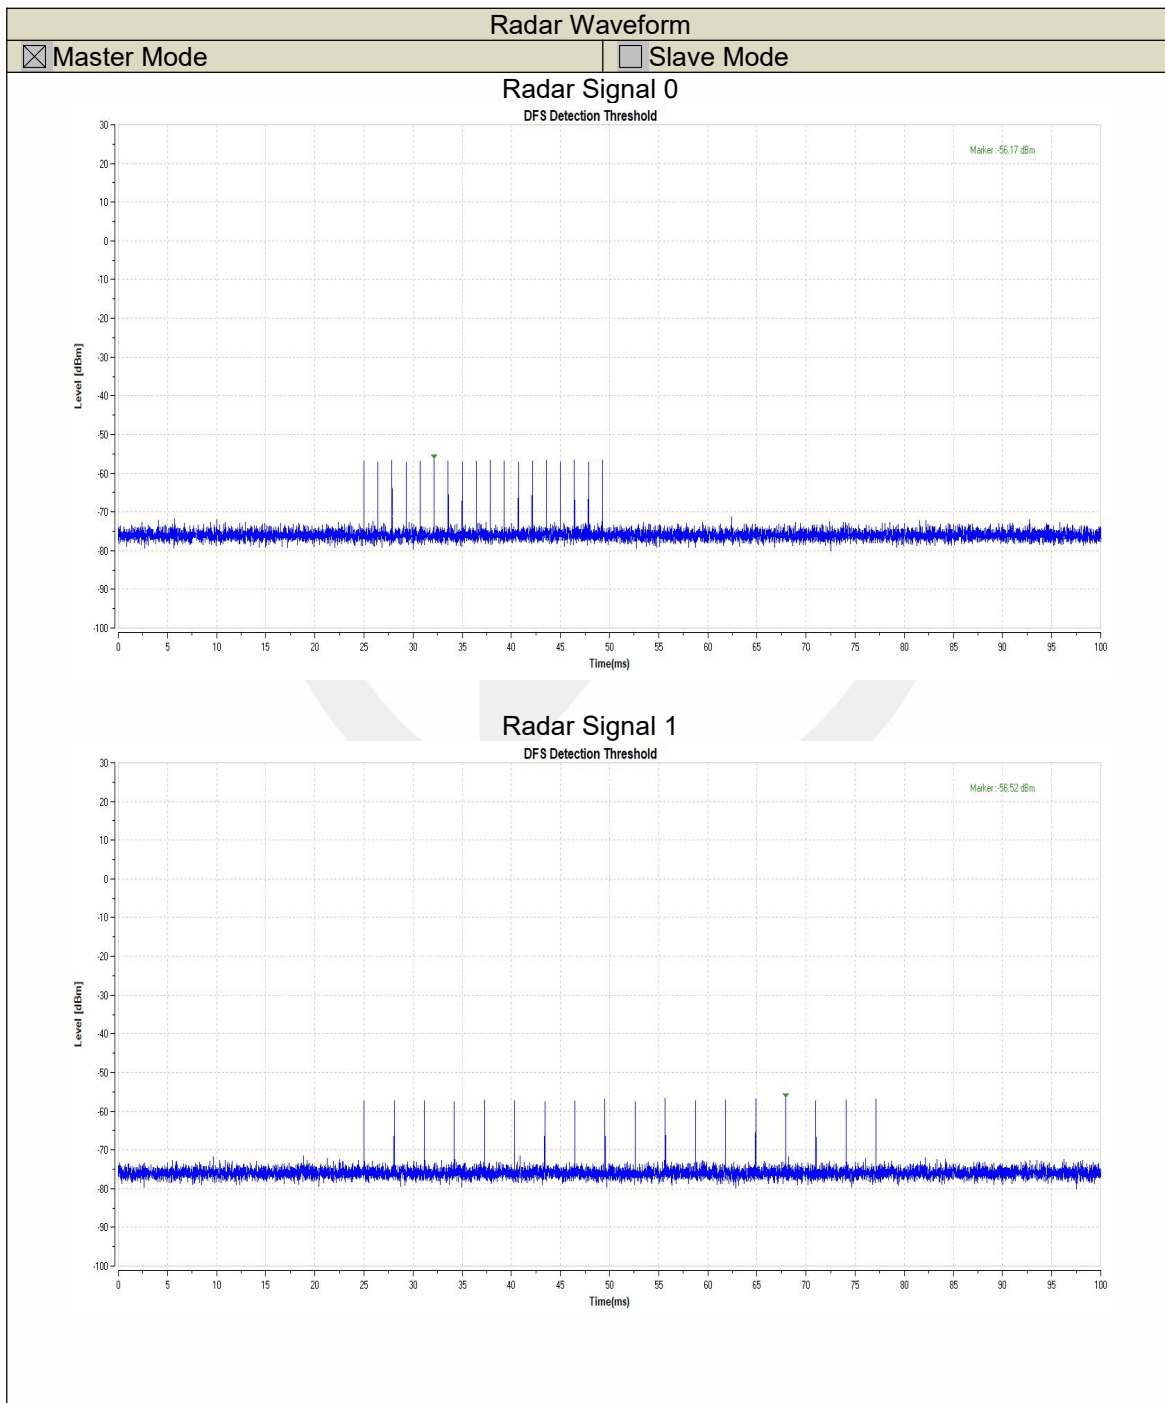 Radar Waveform
Master Mode
Slave Mode
Radar Signal 0
DFS Detection Threshold
Marker :-56.17 dBm
30
20
10
0
-10
-20
-30
-40
-50
-60
-70
-80
-90
-100
Level [dBm]
0 5 10 15 20 25 30 35 40 45 50 55 60 65 70 75 80 85 90 95 100
Time(ms)
Radar Signal 1
DFS Detection Threshold
Marker :-56.52 dBm
30
20
10
0
-10
-20
-30
-40
-50
-60
-70
-80
-90
-100
Level [dBm]
0 5 10 15 20 25 30 35 40 45 50 55 60 65 70 75 80 85 90 95 100
Time(ms)